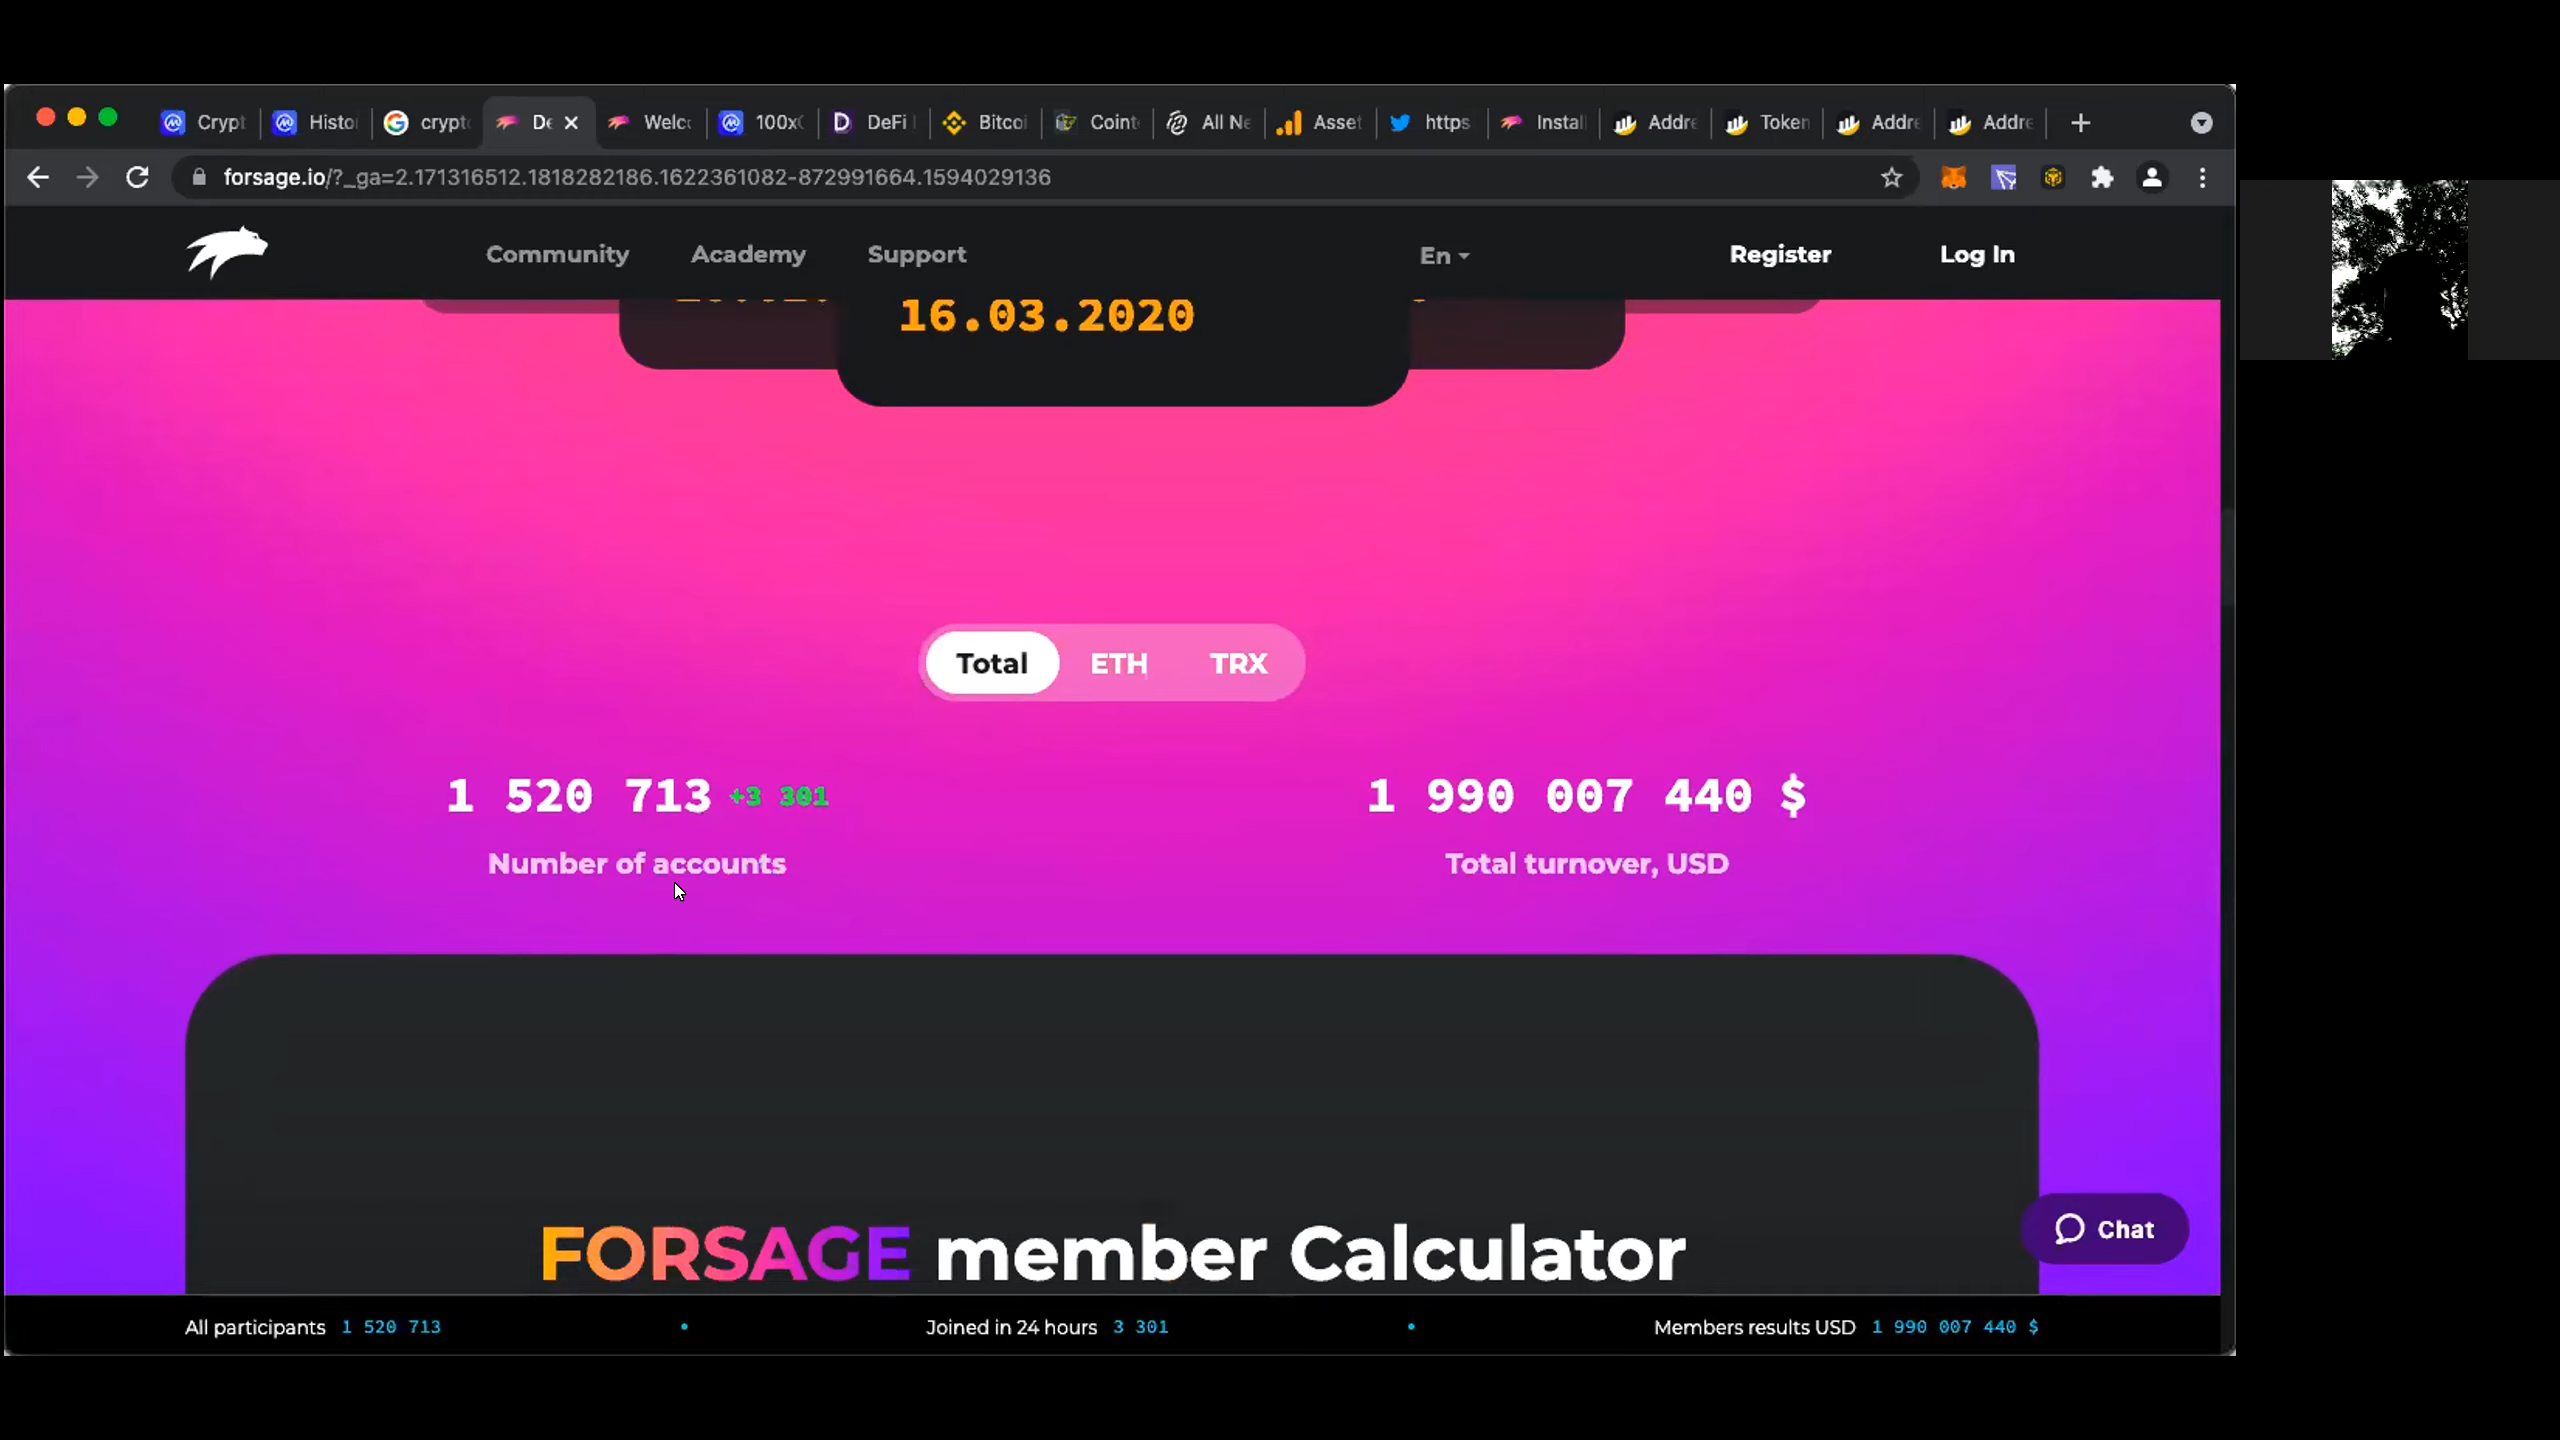 Crypt
Histo
crypto
De
Welco
100x
DeFi
Bitcoi
Coint
All Ne
Asset
https
Instal
Addre
Token
Addre
Addre
forsage.io/?_ga=2.171316512.1818282186.1622361082-872991664.1594029136
Community
Academy
Support
En
Register
Log In
16.03.2020
Total
ETH
TRX
1 520 713 +3 301
1 990 007 440 $
Number of accounts
Total turnover, USD
FORSAGE member Calculator
Chat
All participants 1 520 713
Joined in 24 hours 3 301
Members results USD 1 990 007 440 $